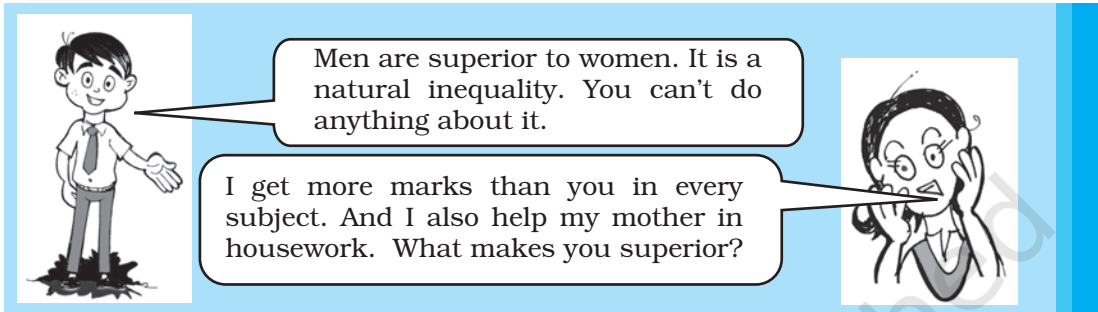 Men are superior to women. It is a
natural inequality. You can’t do
anything about it.
I get more marks than you in every
subject. And I also help my mother in
housework. What makes you superior?